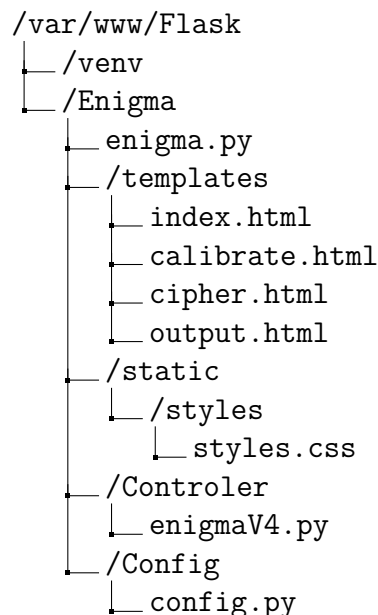 /var/www/Flask
/venv
/Enigma
enigma.py
/templates
index.html
calibrate.html
cipher.html
output.html
/static
/styles
styles.css
/Controler
enigmaV4.py
/Config
config.py